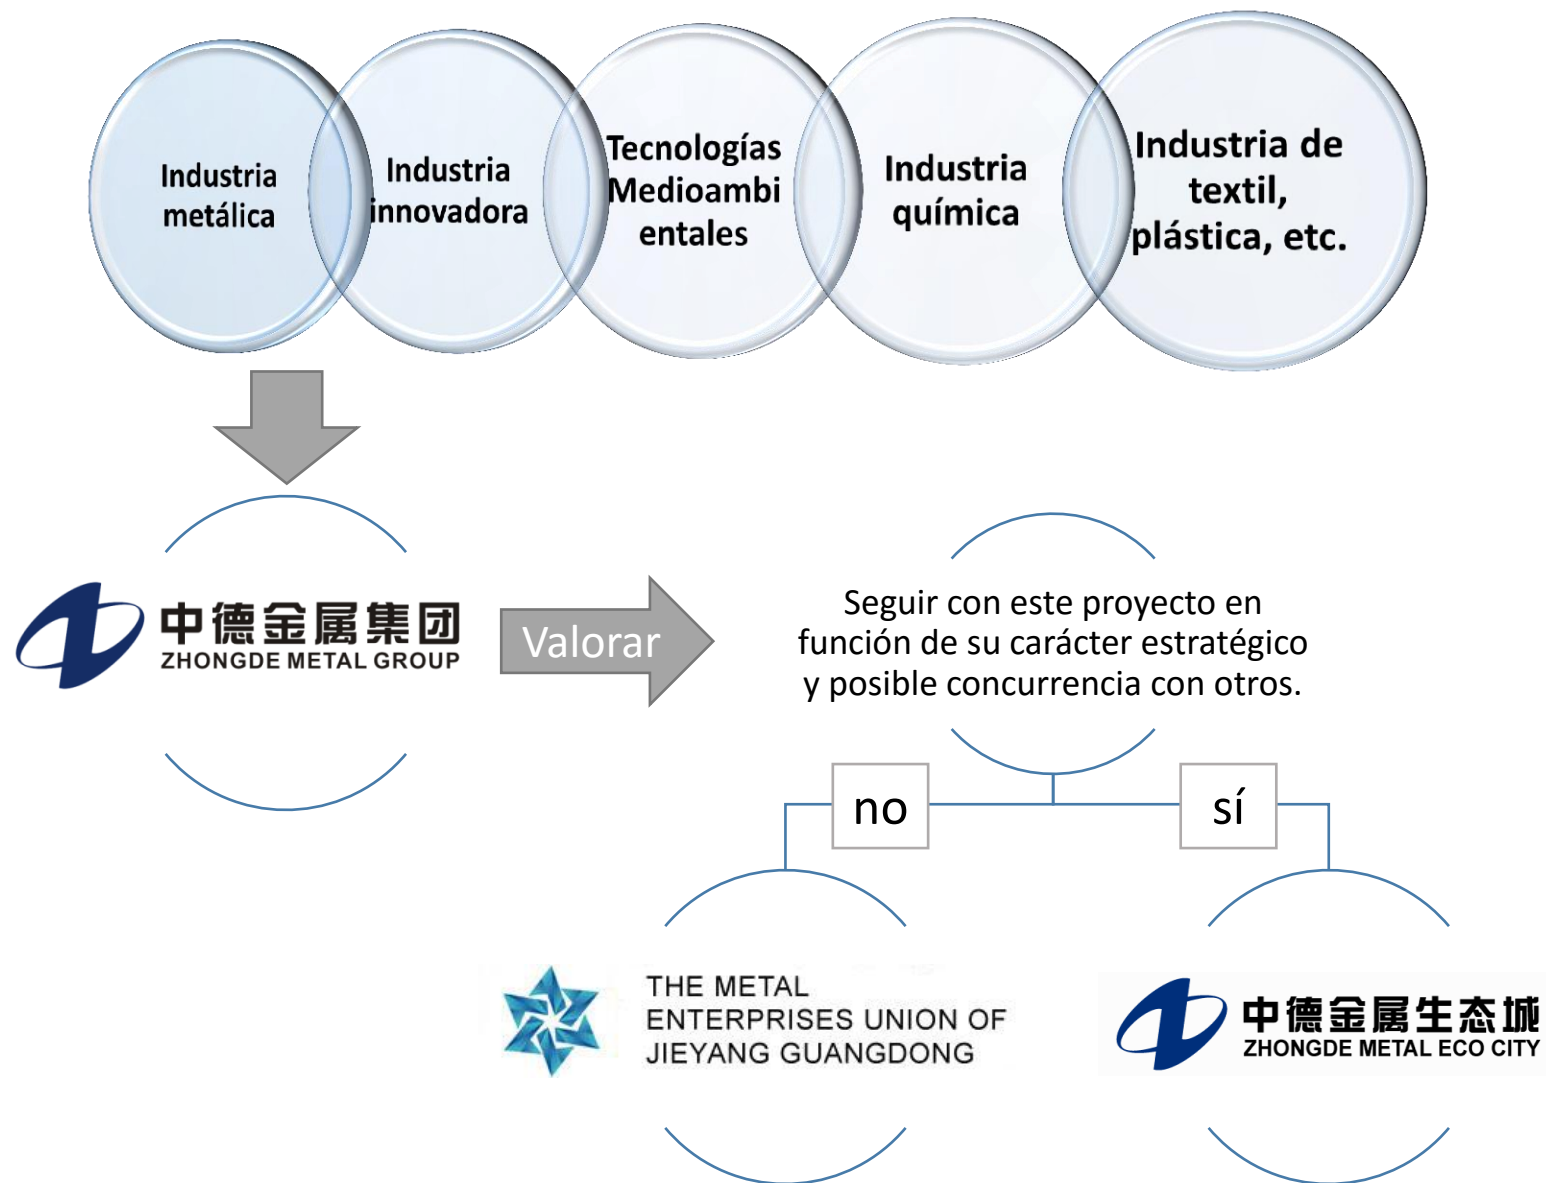 Industria
metálica
Industria
innovadora
Tecnologías
Medioambi
entales
Industria
química
Industria de
textil,
plástica, etc.
中德金属集团
ZHONGDE METAL GROUP
Valorar
Seguir con este proyecto en
función de su carácter estratégico
y posible concurrencia con otros.
no
sí
THE METAL
ENTERPRISES UNION OF
JIEYANG GUANGDONG
中德金属生态城
ZHONGDE METAL ECO CITY